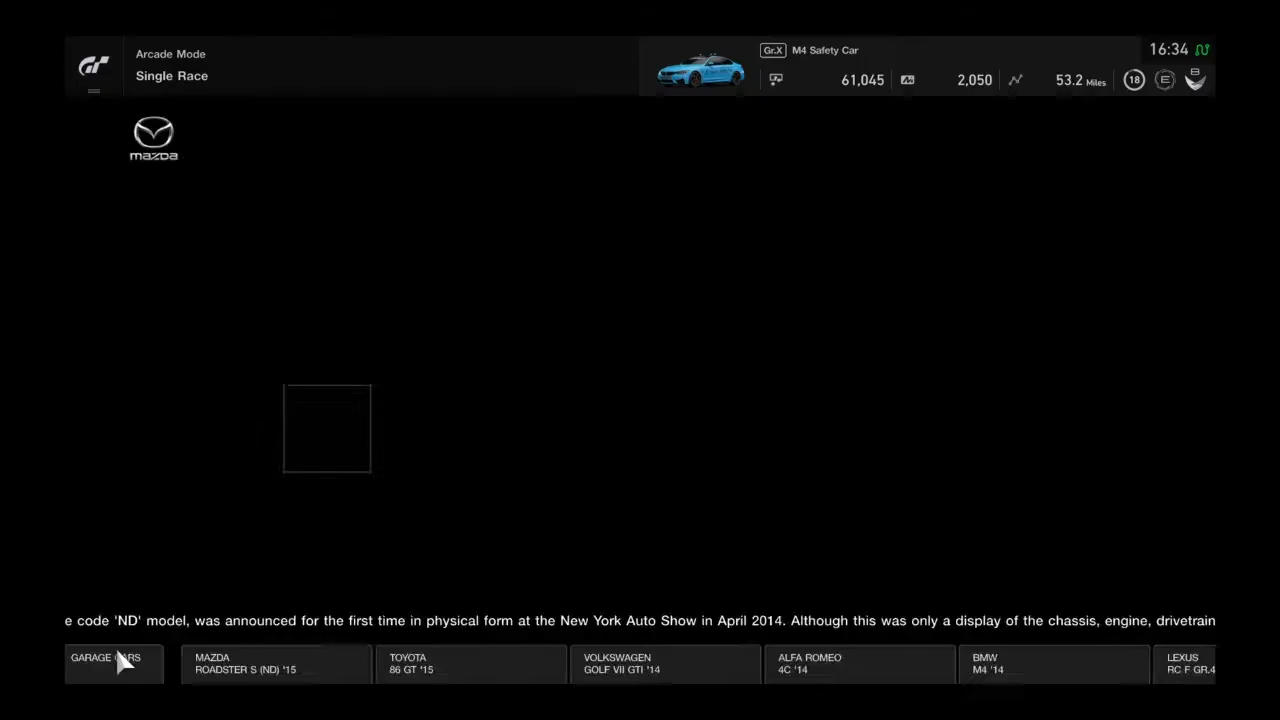 Arcade Mode
Single Race
Gr.X M4 Safety Car
16:34
61,045
2,050
53.2 Miles
18
E
B
mazda
e code 'ND' model, was announced for the first time in physical form at the New York Auto Show in April 2014. Although this was only a display of the chassis, engine, drivetrain
GARAGE
MAZDA
ROADSTER S (ND) '15
TOYOTA
86 GT '15
VOLKSWAGEN
GOLF VII GTI '14
ALFA ROMEO
4C '14
BMW
M4 '14
LEXUS
RC F GR.4